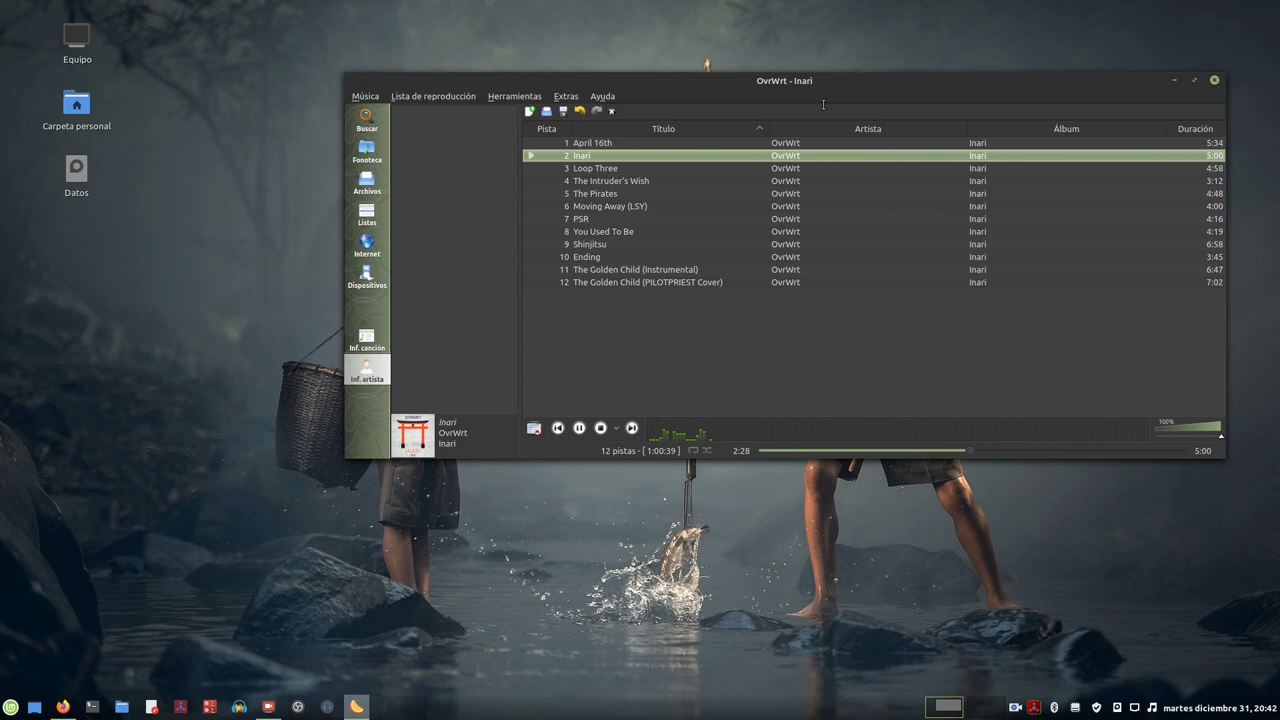 Equipo
Carpeta personal
Datos
OvrWrt - Inari
Música Lista de reproducción Herramientas Extras Ayuda
Buscar
Fonoteca
Archivos
Listas
Internet
Dispositivos
Inf. canción
Inf. artista
Pista Título Artista Álbum Duración
1 April 16th OvrWrt Inari 5:34
2 Inari OvrWrt Inari 5:00
3 Loop Three OvrWrt Inari 4:58
4 The Intruder's Wish OvrWrt Inari 3:12
5 The Pirates OvrWrt Inari 4:48
6 Moving Away (LSY) OvrWrt Inari 4:00
7 PSR OvrWrt Inari 4:16
8 You Used To Be OvrWrt Inari 4:19
9 Shinjitsu OvrWrt Inari 6:58
10 Ending OvrWrt Inari 3:45
11 The Golden Child (Instrumental) OvrWrt Inari 6:47
12 The Golden Child (PILOTPRIEST Cover) OvrWrt Inari 7:02
OVRWRT
INARI
Inari
OvrWrt
Inari
100%
12 pistas - [ 1:00:39 ] 2:28 5:00
martes diciembre 31, 20:42